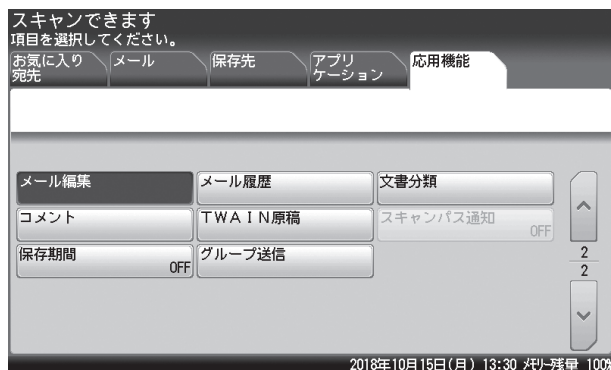 スキャンできます
項目を選択してください。
お気に入り
宛先
メール
保存先
アプリ
ケーション
応用機能
メール編集
メール履歴
文書分類
コメント
TWAIN原稿
スキャンパス通知
OFF
保存期間
OFF
グループ送信
2
2
2018年10月15日(月) 13:30 メモリー残量 100%